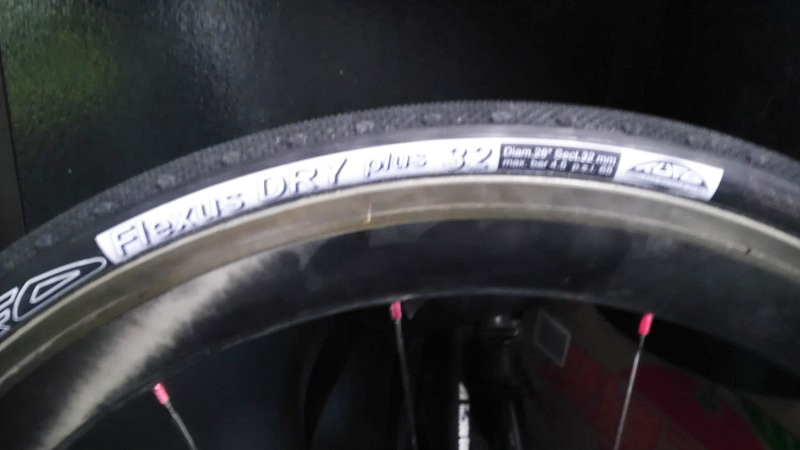 Flexus DRY plus 32
Diam.28" Sect.32 mm
max. bar 4.5 p.s.i. 65